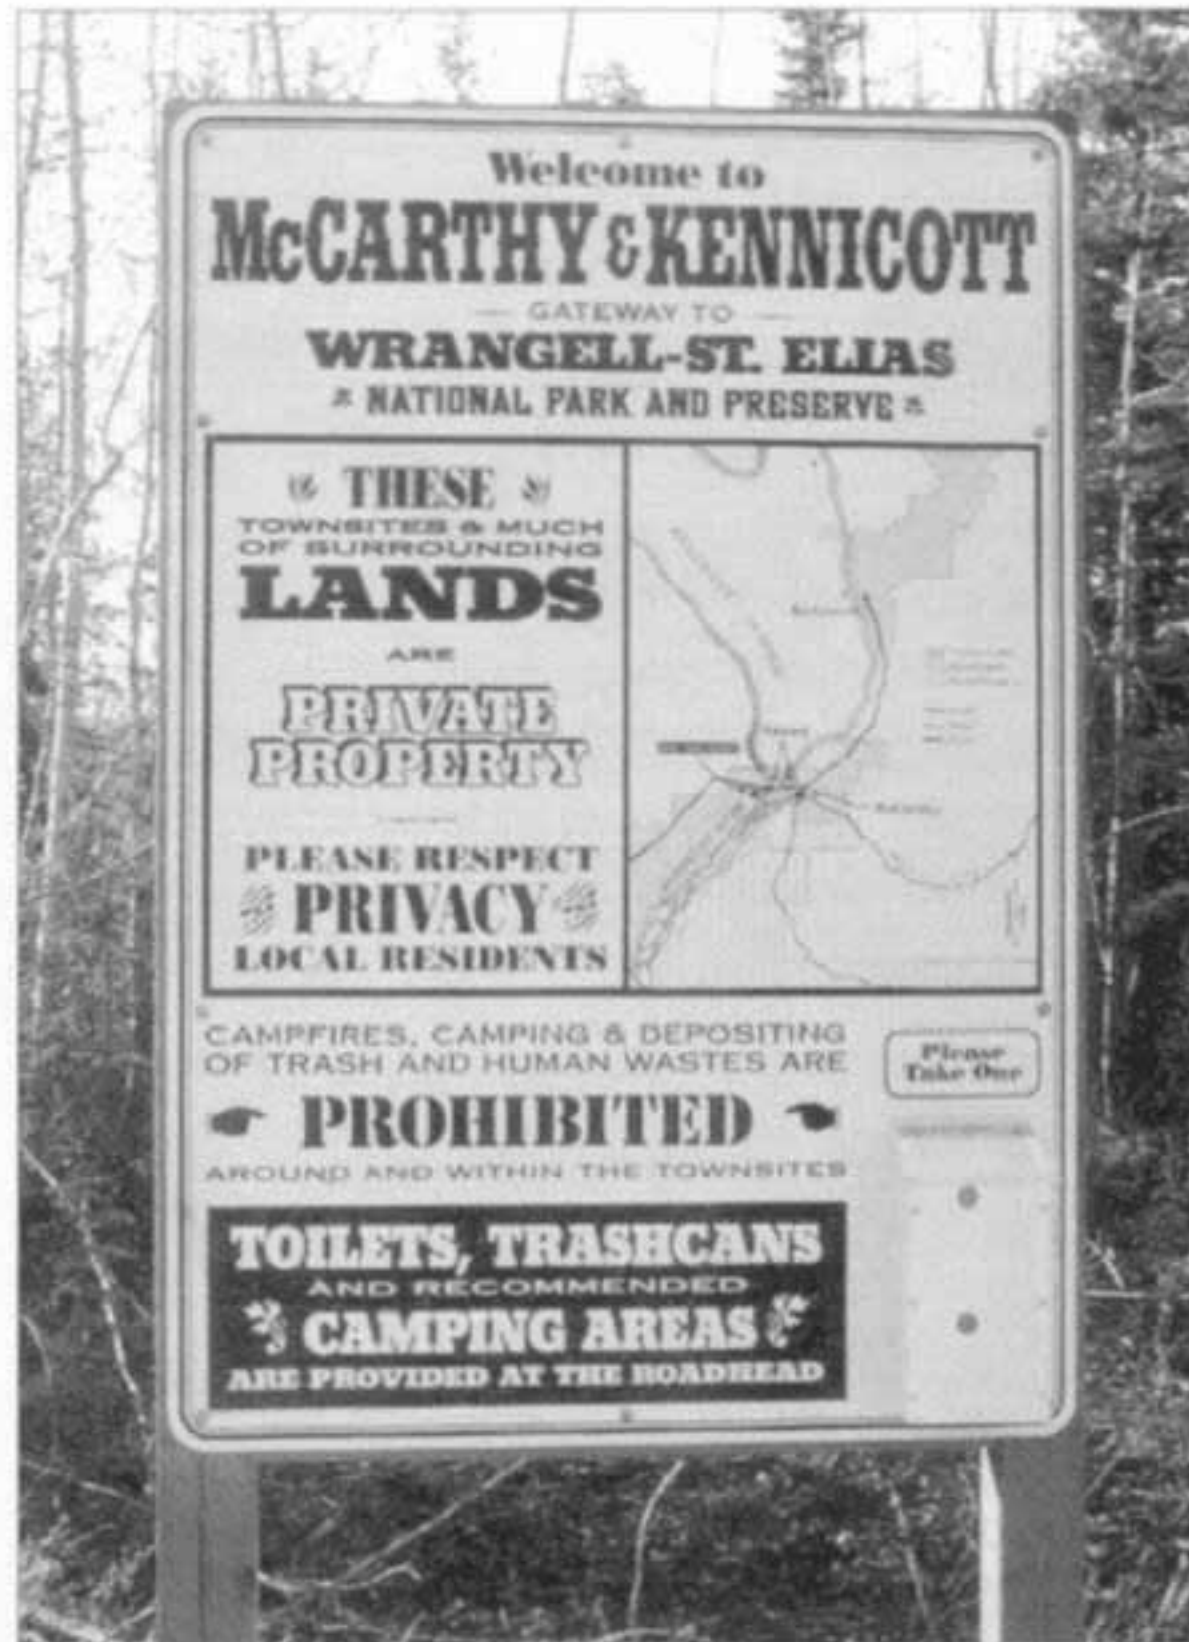 Welcome to
McCARTHY & KENNICOTT
GATEWAY TO
WRANGELL-ST. ELIAS
NATIONAL PARK AND PRESERVE
THESE
TOWNSITES & MUCH
OF SURROUNDING
LANDS
ARE
PRIVATE
PROPERTY
PLEASE RESPECT
PRIVACY
LOCAL RESIDENTS
CAMPFIRES, CAMPING & DEPOSITING
OF TRASH AND HUMAN WASTES ARE
PROHIBITED
AROUND AND WITHIN THE TOWNSITES
Please
Take One
TOILETS, TRASHCANS
AND RECOMMENDED
CAMPING AREAS
ARE PROVIDED AT THE ROADHEAD